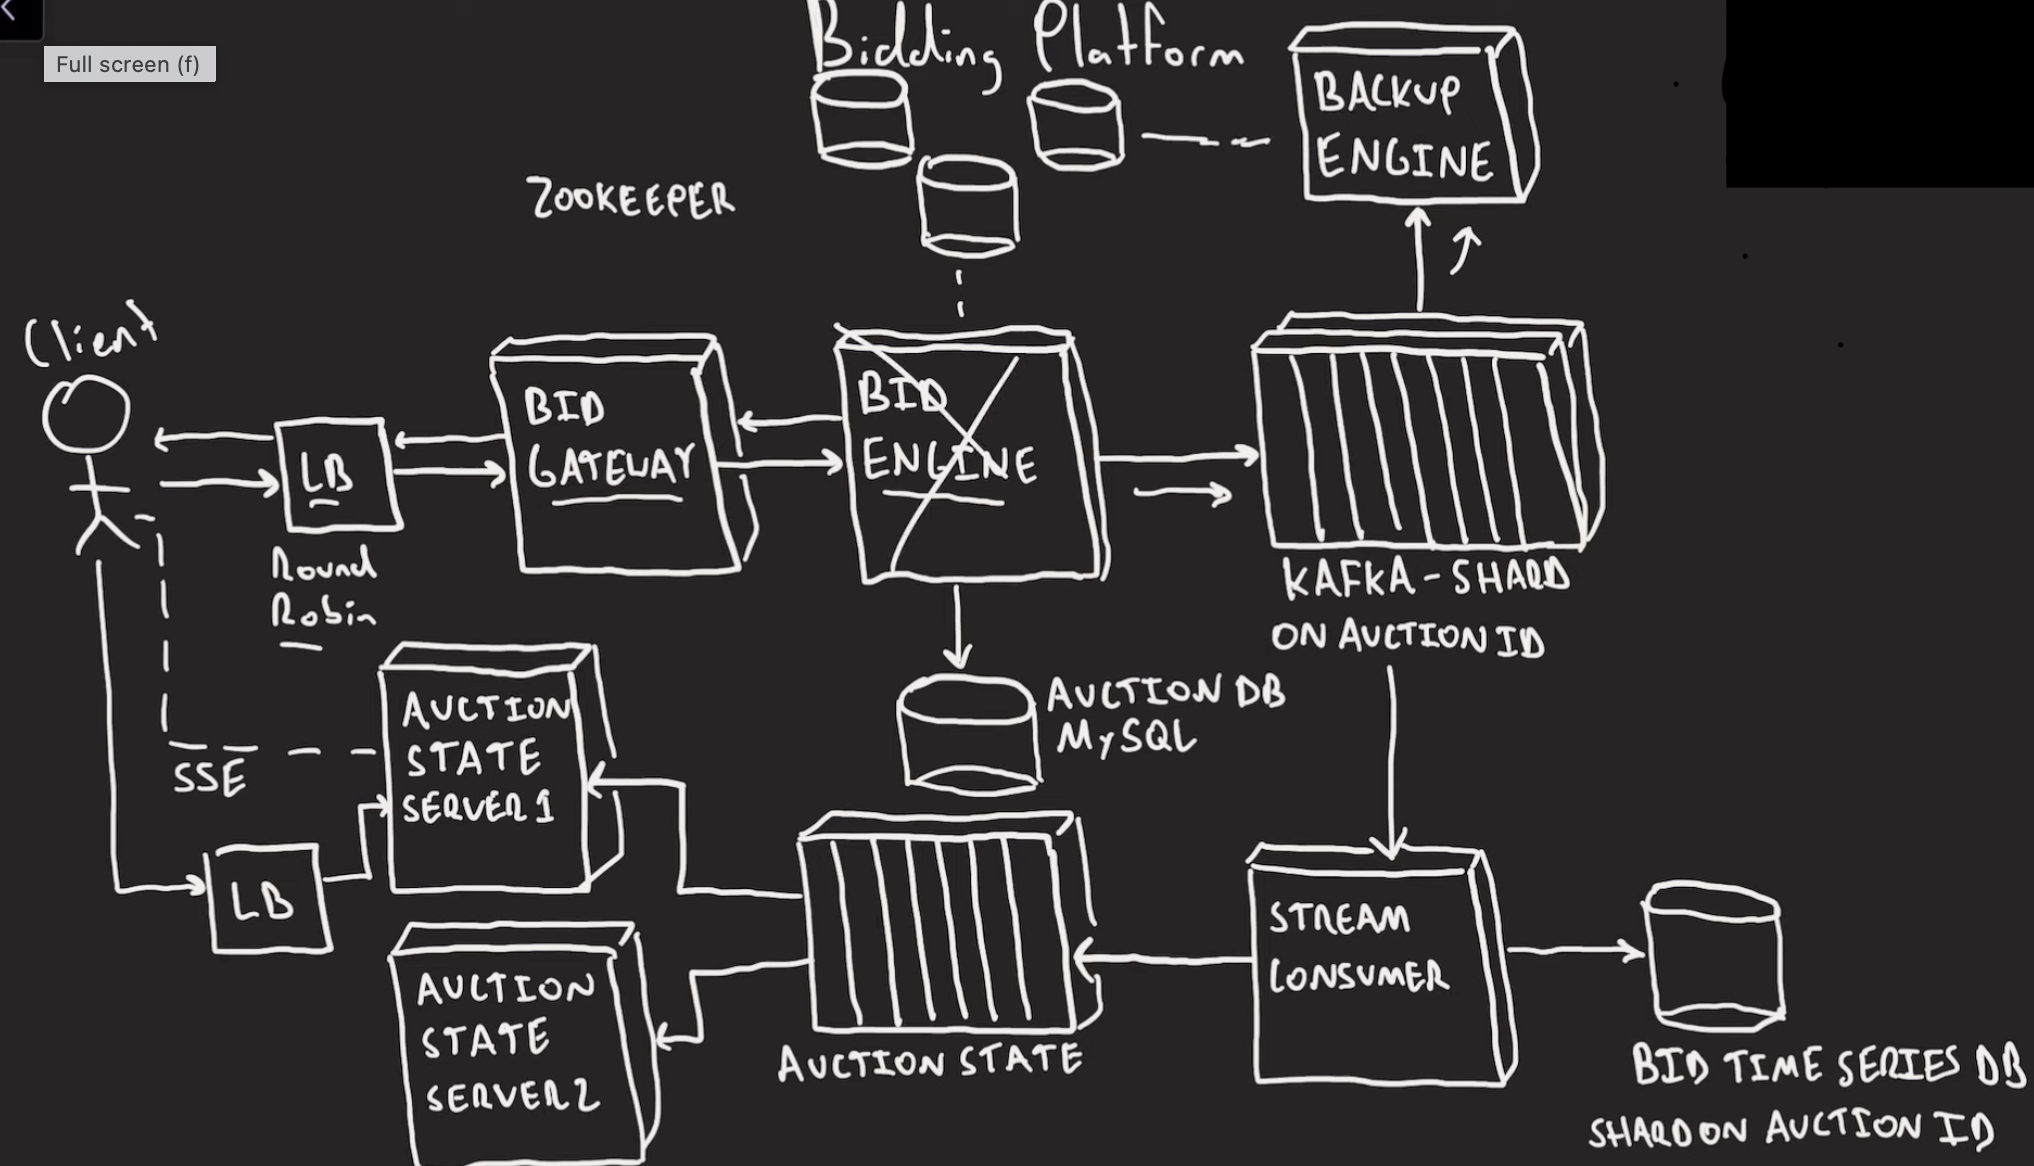 Full screen (f)
Bidding Platform
BACKUP
ENGINE
ZOOKEEPER
Client
LB
Round
Robin
BID
GATEWAY
BID
ENGINE
KAFKA - SHARD
ON AUCTION ID
AUCTION DB
MySQL
AUCTION
STATE
SERVER 1
SSE
LB
AUCTION
STATE
SERVER 2
AUCTION STATE
STREAM
CONSUMER
BID TIME SERIES DB
SHARD ON AUCTION ID